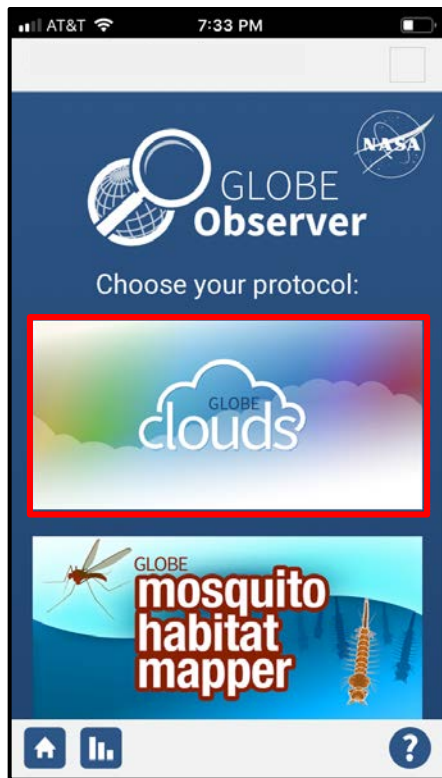 AT&T 7:33 PM
NASA
GLOBE
Observer
Choose your protocol:
GLOBE
clouds
GLOBE
mosquito
habitat
mapper
?